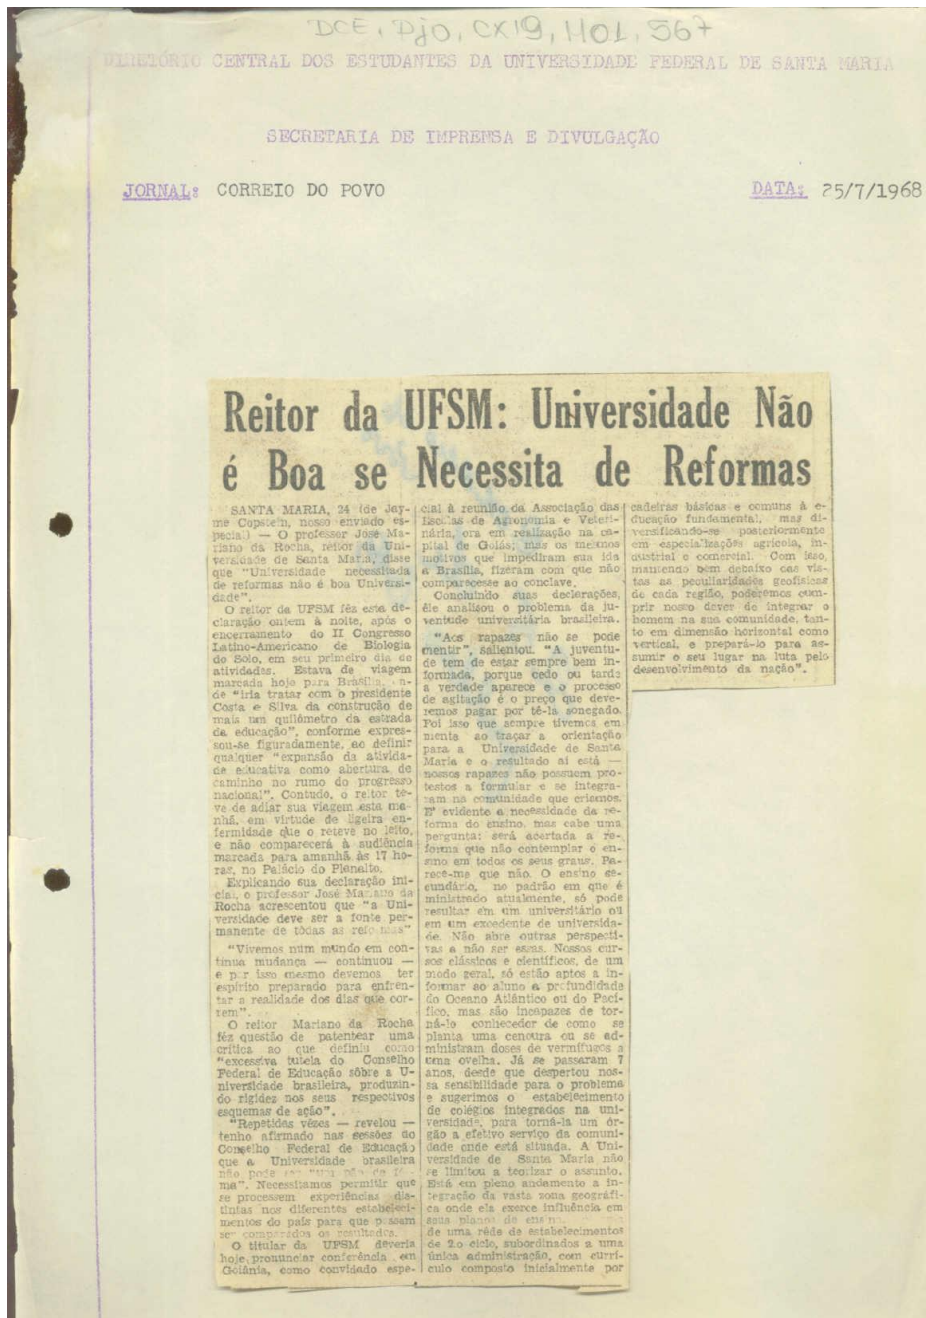 DCE, Djo, CX19, 1101, 567
DIRETÓRIO CENTRAL DOS ESTUDANTES DA UNIVERSIDADE FEDERAL DE SANTA MARIA
SECRETARIA DE IMPRENSA E DIVULGAÇÃO
JORNAL: CORREIO DO POVO
DATA: 25/7/1968
Reitor da UFSM: Universidade Não
é Boa se Necessita de Reformas
SANTA MARIA, 24 (de Jay-
me Copstein, nosso enviado es-
pecial) — O professor José Ma-
riano da Rocha, reitor da Uni-
versidade de Santa Maria, disse
que "Universidade necessitada
de reformas não é boa Universi-
dade".
O reitor da UFSM fêz esta de-
claração ontem à noite, após o
encerramento do II Congresso
Latino-Americano de Biologia
do Solo, em seu primeiro dia de
atividades. Estava de viagem
marcada hoje para Brasília, on-
de "iria tratar com o presidente
Costa e Silva da construção de
mais um quilômetro da estrada
da educação", conforme expres-
sou-se figuradamente, ao definir
qualquer "expansão da ativida-
de educativa como abertura de
caminho no rumo do progresso
nacional". Contudo, o reitor te-
ve de adiar sua viagem esta ma-
nhã, em virtude de ligeira en-
fermidade que o reteve no leito,
e não comparecerá à audiência
marcada para amanhã às 17 ho-
ras, no Palácio do Planalto.
Explicando sua declaração ini-
cial, o professor José Mariano da
Rocha acrescentou que "a Uni-
versidade deve ser a fonte per-
manente de tôdas as reformas"
"Vivemos num mundo em con-
tínua mudança — continuou —
e por isso mesmo devemos ter
espírito preparado para enfren-
tar a realidade dos dias que cor-
rem".
O reitor Mariano da Rocha
fêz questão de patentear uma
crítica ao que definiu como
"excessiva tutela do Conselho
Federal de Educação sôbre a U-
niversidade brasileira, produzin-
do rigidez nos seus respectivos
esquemas de ação".
"Repetidas vêzes — revelou —
tenho afirmado nas sessões do
Conselho Federal de Educação
que a Universidade brasileira
não pode ser
ma". Necessitamos permitir que
se processem experiências dis-
tintas nos diferentes estabeleci-
mentos do país para que possam
ser comparados os resultados.
O titular da UFSM deveria
hoje, pronunciar conferência em
Goiânia, como convidado espe-
cial à reunião da Associação das
Escolas de Agronomia e Veteri-
nária, ora em realização na ca-
pital de Goiás; mas os mesmos
motivos que impediram sua ida
a Brasília, fizeram com que não
comparecesse ao conclave.
Concluindo suas declerações,
êle analisou o problema da ju-
ventude universitária brasileira.
"Aos rapazes não se pode
mentir", salientou. "A juventu-
de tem de estar sempre bem in-
formada, porque cedo ou tarde
a verdade aparece e o processo
de agitação é o preço que deve-
remos pagar por tê-la sonegado.
Foi isso que sempre tivemos em
mente ao traçar a orientação
para a Universidade de Santa
Maria e o resultado aí está —
nossos rapazes não possuem pro-
testos a formular e se integra-
ram na comunidade que criamos.
E' evidente a necessidade da re-
forma do ensino, mas cabe uma
pergunta: será acertada a re-
forma que não contemplar o en-
sino em todos os seus graus. Pa-
rece-me que não. O ensino se-
cundário, no padrão em que é
ministrado atualmente, só pode
resultar em um universitário ou
em um excedente de universida-
de. Não abre outras perspecti-
vas a não ser essas. Nossos cur-
sos clássicos e científicos, de um
modo geral, só estão aptos a in-
formar ao aluno a profundidade
do Oceano Atlântico ou do Pací-
fico, mas são incapazes de tor-
ná-lo conhecedor de como se
planta uma cenoura ou se ad-
ministram doses de vermífugos a
uma ovelha. Já se passaram 7
anos, desde que despertou nos-
sa sensibilidade para o problema
e sugerimos o estabelecimento
de colégios integrados na uni-
versidade, para torná-la um ór-
gão a efetivo serviço da comuni-
dade onde está situada. A Uni-
versidade de Santa Maria não
se limitou a teorizar o assunto.
Está em pleno andamento a in-
tegração da vasta zona geográfi-
ca onde ela exerce influência em
seus planos de ensino
de uma rêde de estabelecimentos
de 2.o ciclo, subordinados a uma
única administração, com currí-
culo composto inicialmente por
cadeiras básicas e comuns à e-
ducação fundamental, mas di-
versificando-se posteriormente
em especializações agrícola, in-
dustrial e comercial. Com isso,
mantendo bem debaixo das vis-
tas as peculiaridades geofísicas
de cada região, poderemos cum-
prir nosso dever de integrar o
homem na sua comunidade, tan-
to em dimensão horizontal como
vertical, e prepará-lo para as-
sumir o seu lugar na luta pelo
desenvolvimento da nação".